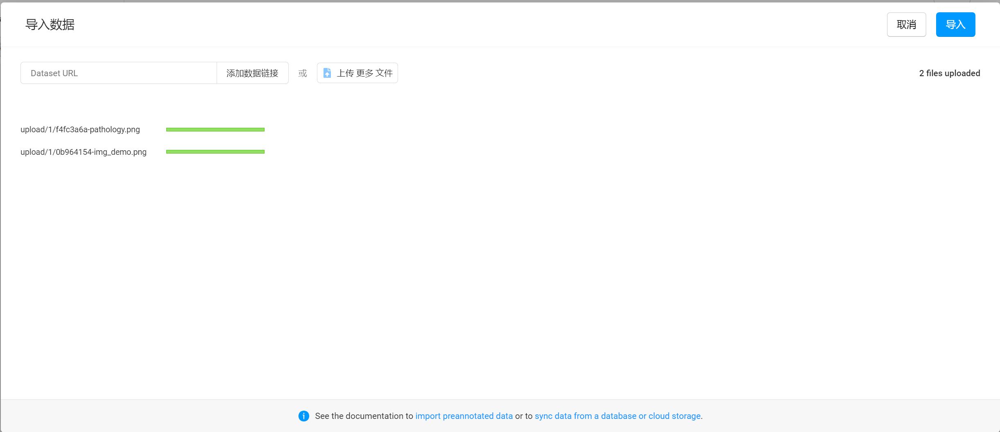 导入数据
取消
导入
Dataset URL
添加数据链接
或
上传 更多 文件
2 files uploaded
upload/1/f4fc3a6a-pathology.png
upload/1/0b964154-img_demo.png
See the documentation to import preannotated data or to sync data from a database or cloud storage.